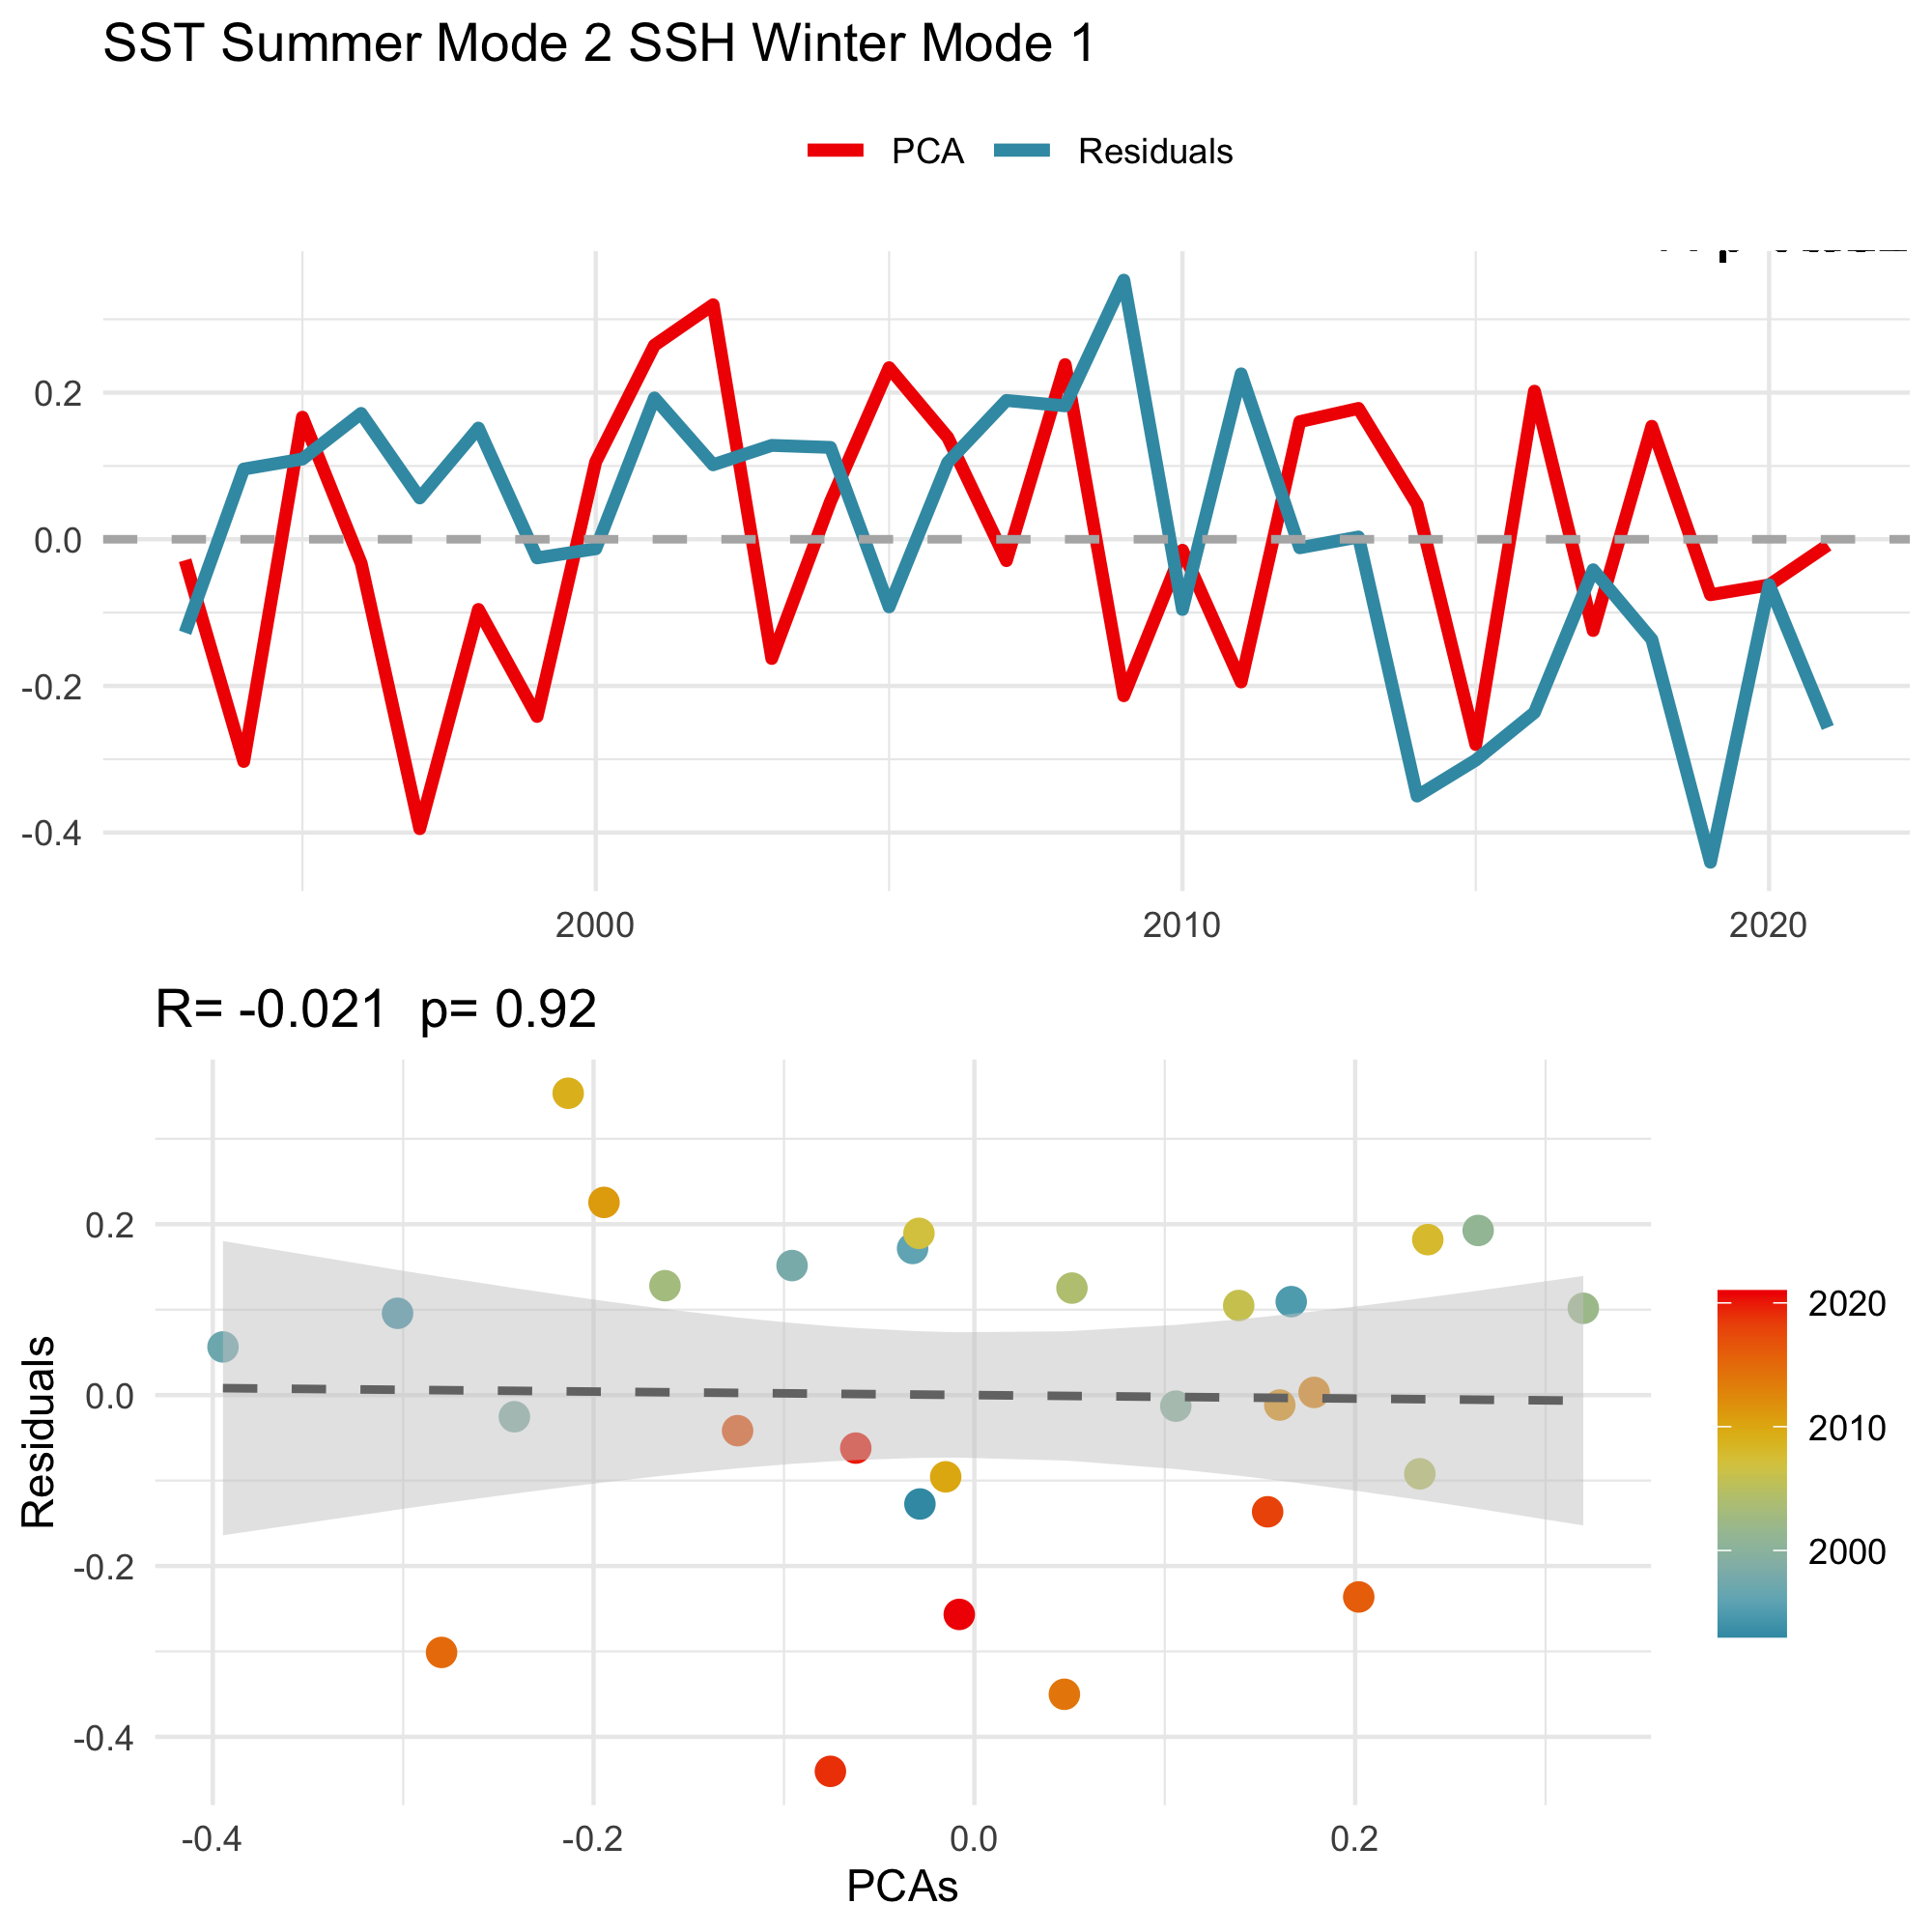 SST Summer Mode 2 SSH Winter Mode 1
PCA Residuals
0.2
0.0
-0.2
-0.4
2000 2010 2020
R= -0.021 p= 0.92
Residuals
0.2
0.0
-0.2
-0.4
-0.4 -0.2 0.0 0.2
PCAs
2020
2010
2000